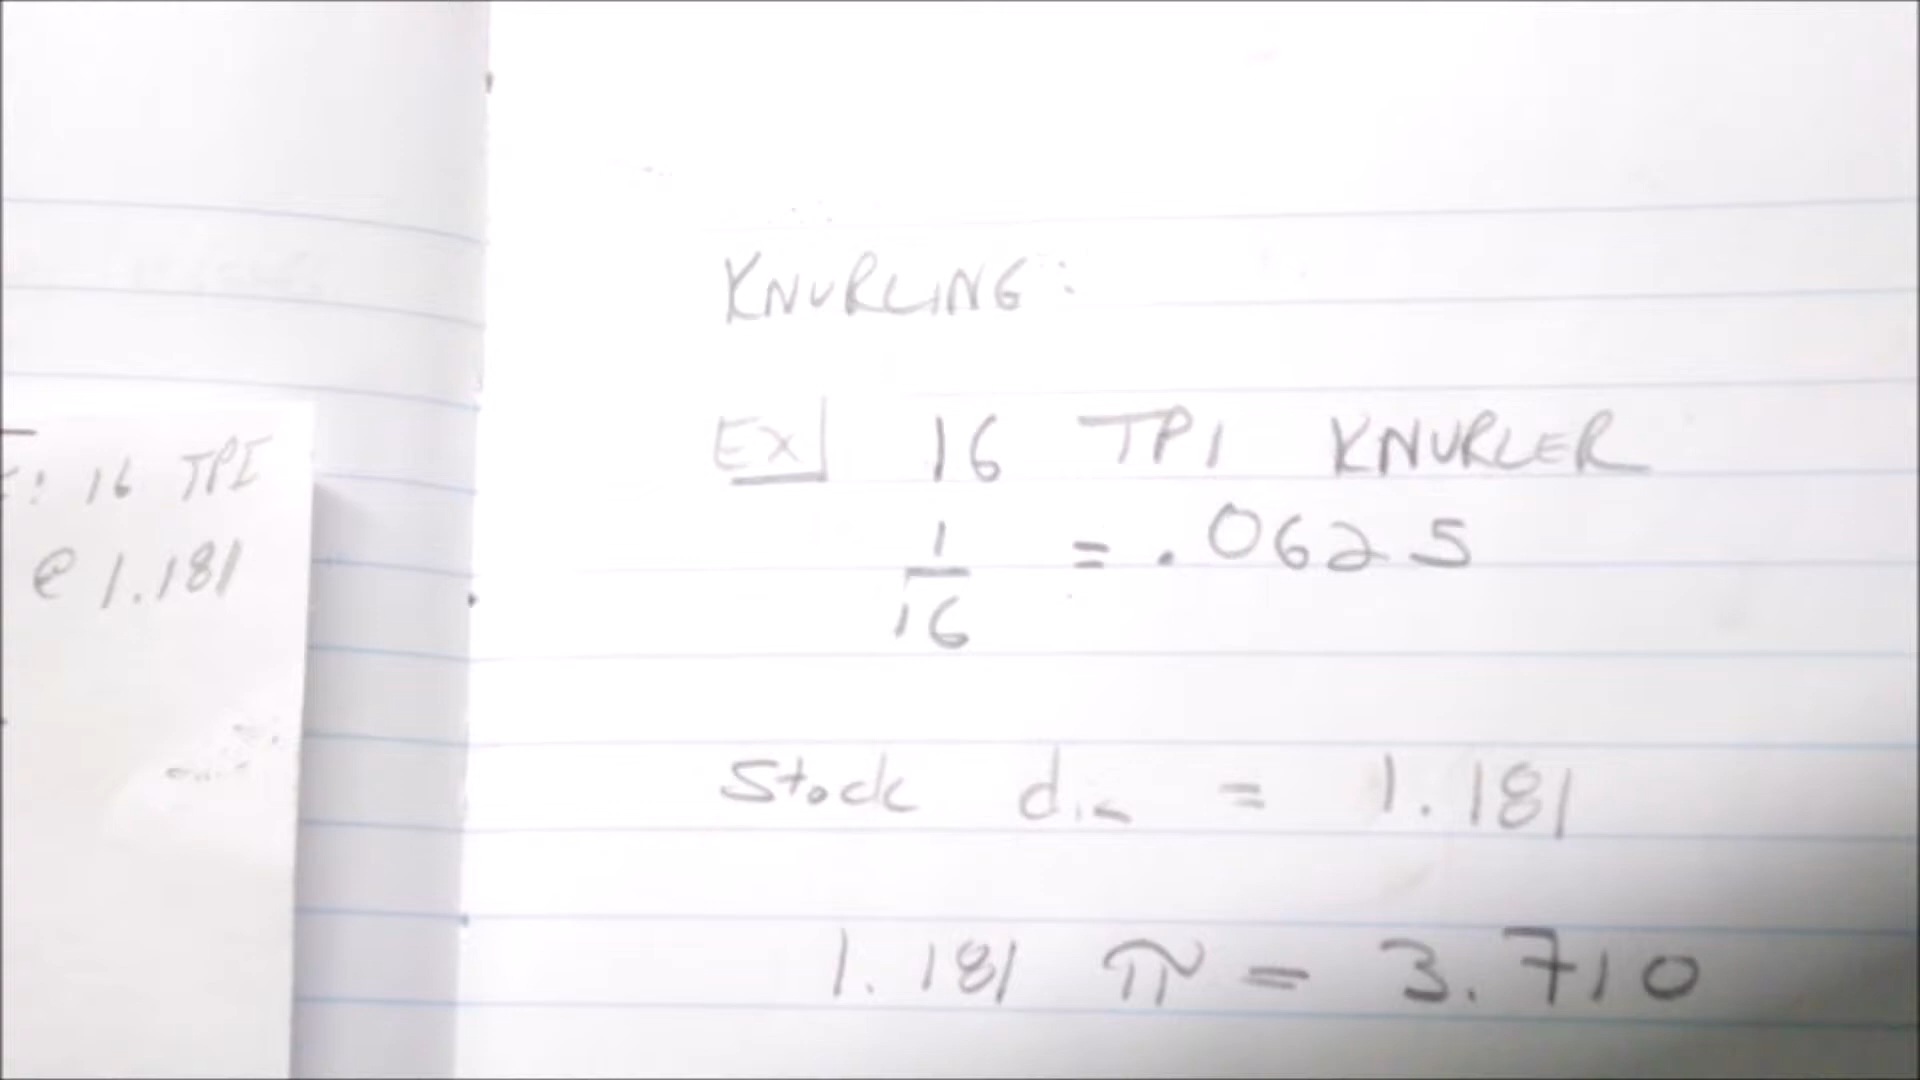 : 16 TPI
@ 1.181
KNURLING:
EX 16 TPI KNURLER
1/16 = .0625
Stock dia = 1.181
1.181 π = 3.710